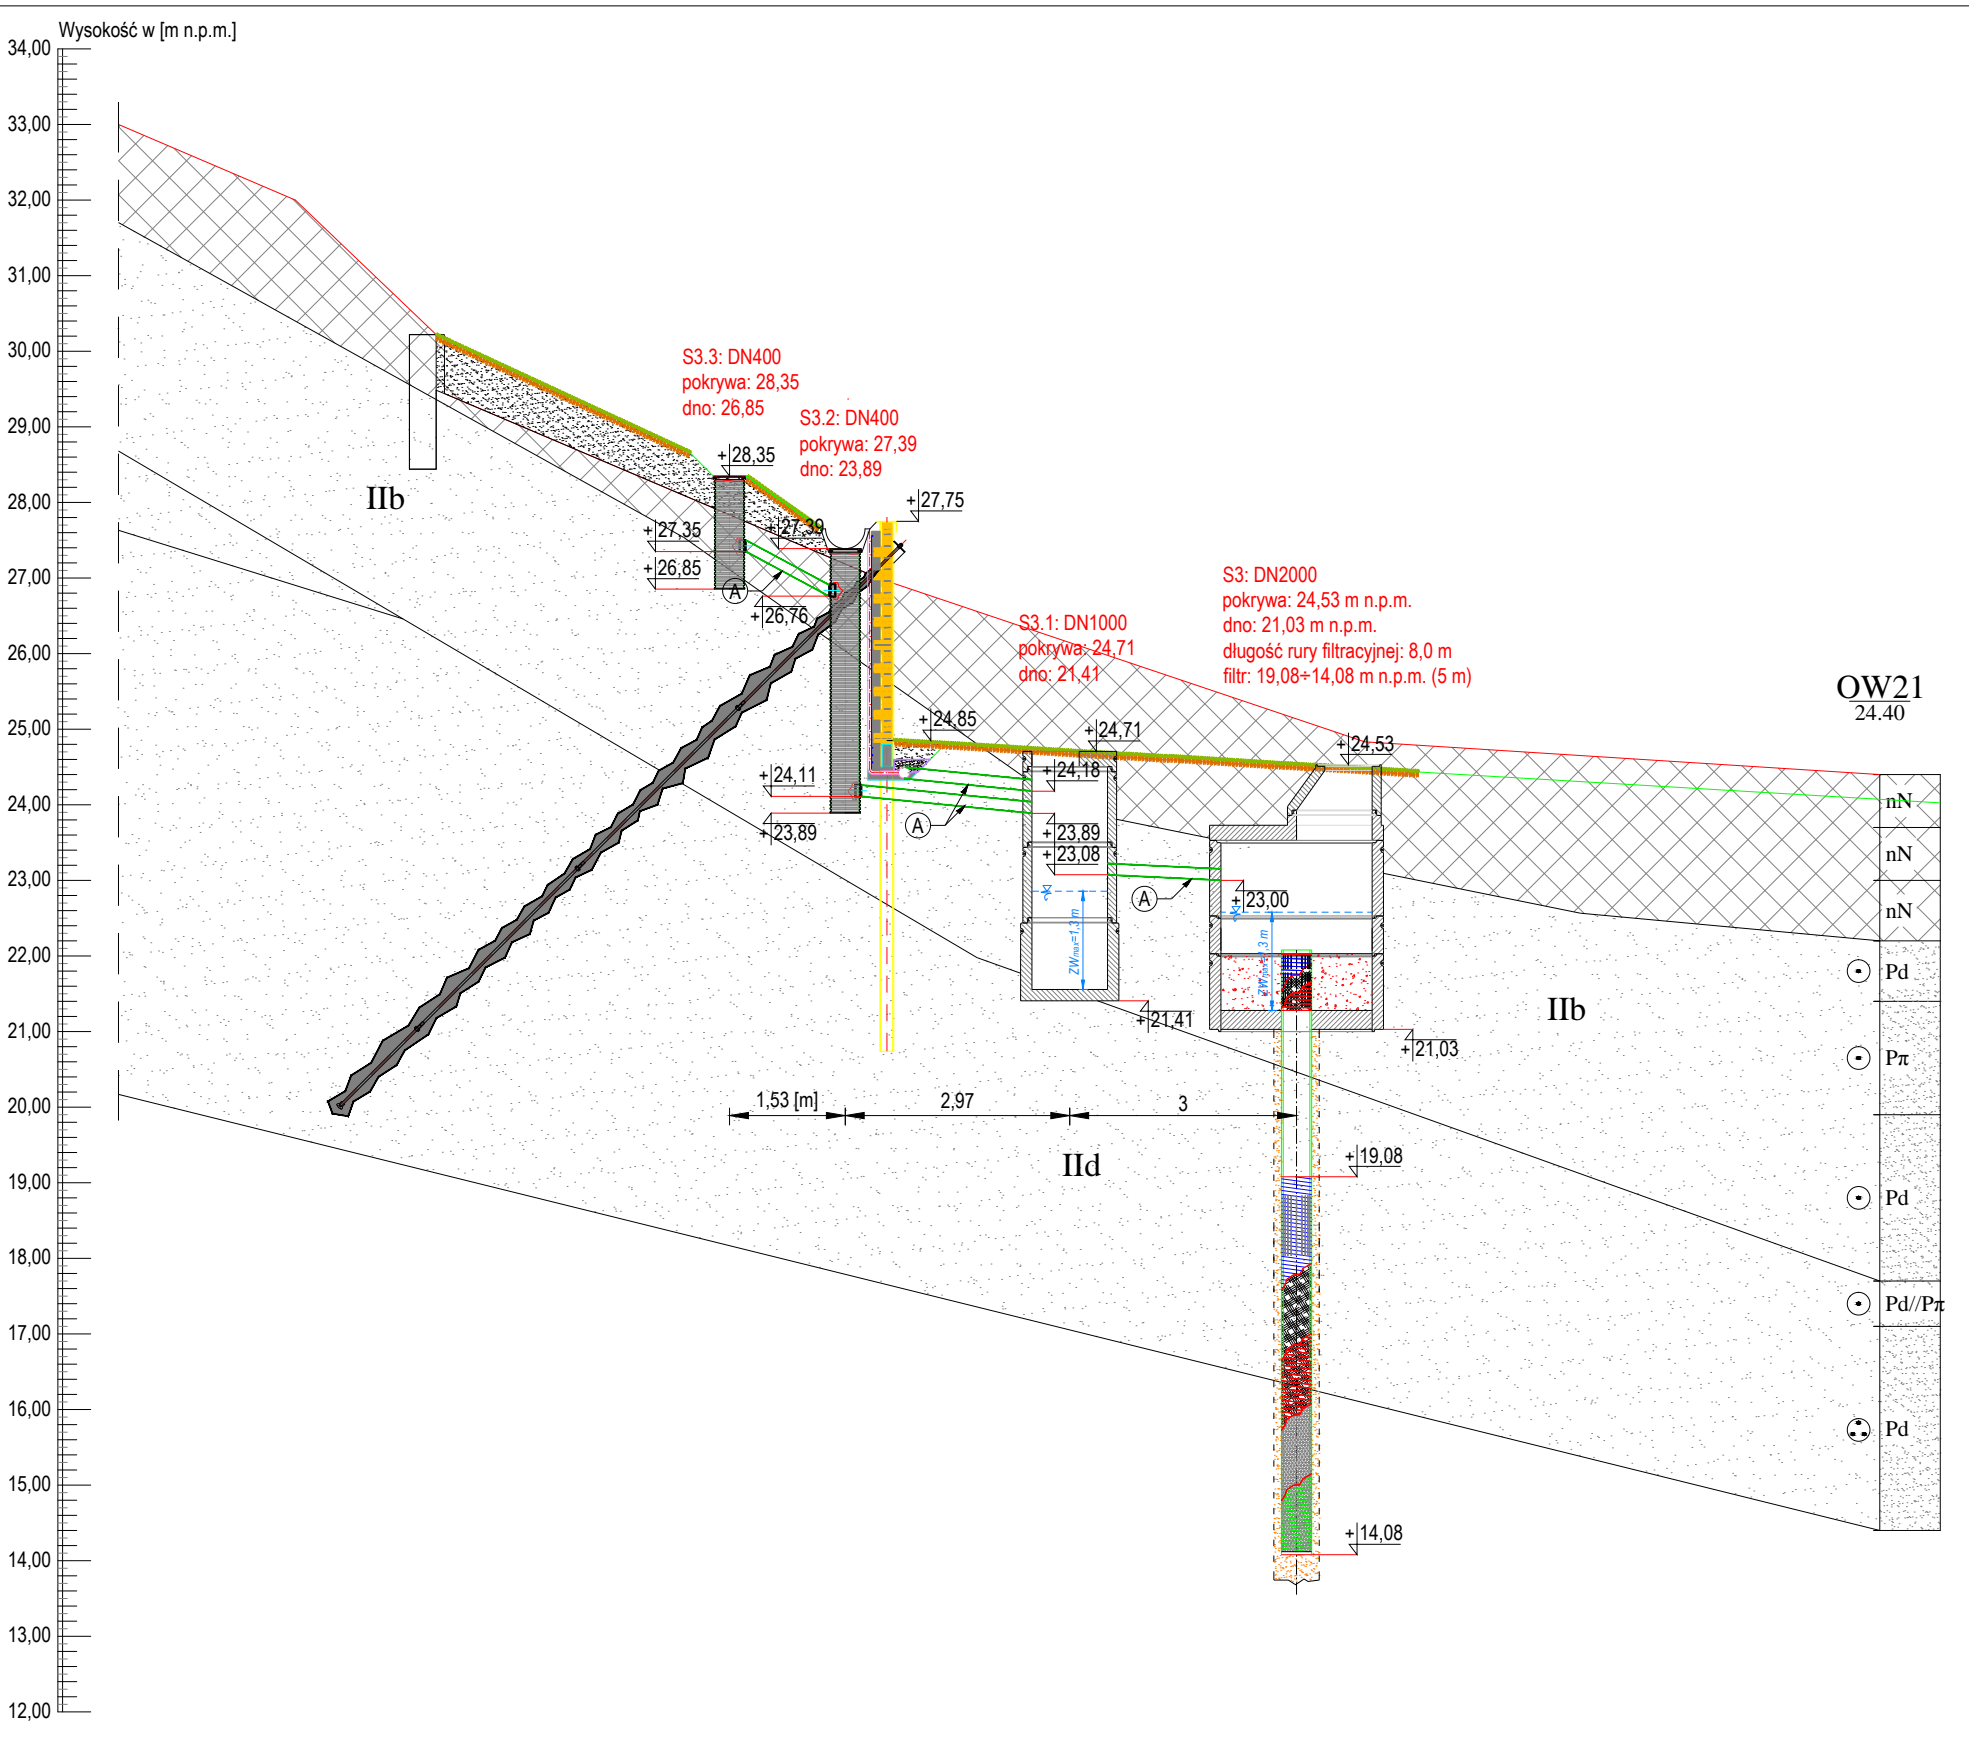 Wysokość w [m n.p.m.]
34,00
33,00
32,00
31,00
30,00
29,00
28,00
27,00
26,00
25,00
24,00
23,00
22,00
21,00
20,00
19,00
18,00
17,00
16,00
15,00
14,00
13,00
12,00
S3.3: DN400
pokrywa: 28,35
dno: 26,85
S3.2: DN400
pokrywa: 27,39
dno: 23,89
+28,35
+27,75
IIb
+27,35
+27,39
+26,85
A
+26,76
S3.1: DN1000
pokrywa: 24,71
dno: 21,41
S3: DN2000
pokrywa: 24,53 m n.p.m.
dno: 21,03 m n.p.m.
długość rury filtracyjnej: 8,0 m
filtr: 19,08÷14,08 m n.p.m. (5 m)
OW21
24.40
+24,85
+24,71
+24,53
+24,11
+24,18
+23,89
A
+23,89
+23,08
A
+23,00
ZWmax=1,3 m
ZWmax=1,3 m
+21,41
+21,03
IIb
1,53 [m]
2,97
3
IId
+19,08
+14,08
nN
nN
nN
Pd
Pπ
Pd
Pd//Pπ
Pd